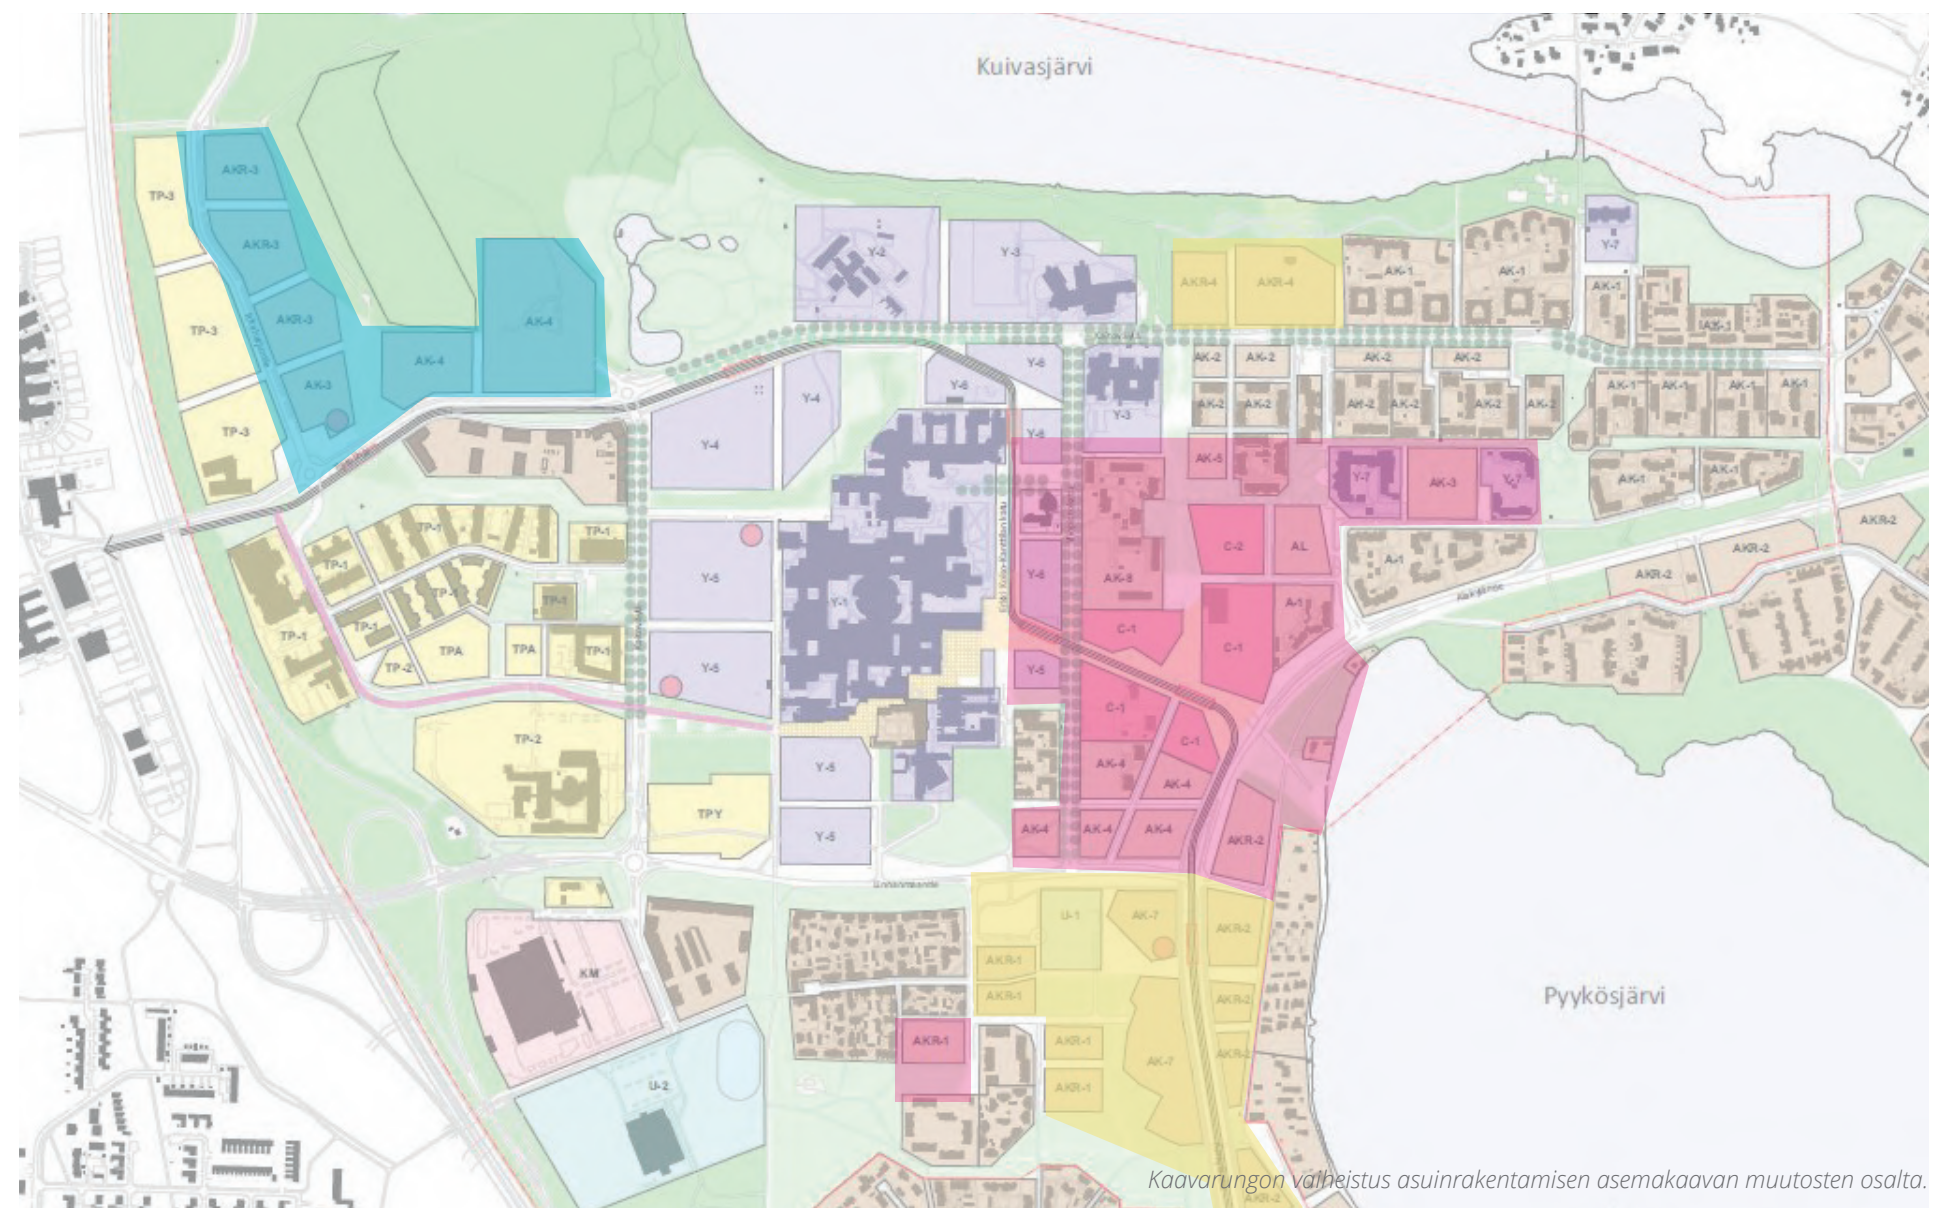 Kuivasjärvi
AKR-3
TP-3
Y-7
AKR-3
Y-2
Y-3
AK-1
AK-1
AKR-4
AKR-4
AK-1
AKR-3
AK-4
TP-3
AK-1
AK-4
AK-2
AK-2
AK-2
AK-2
Y-6
AK-3
Y-6
AK-1
AK-1
AK-1
AK-1
Y-4
AK-2
AK-2
AK-2
AK-2
AK-2
AK-2
Y-3
TP-3
Y-6
Y-4
AK-5
Y-7
AK-3
Y-7
AK-1
AK-1
AKR-2
TP-1
TP-1
C-2
AL
AKR-2
A-1
TP-1
Y-5
Y-6
AK-8
AKR-2
TP-1
TP-1
Y-1
A-1
TP-1
C-1
TP-1
TPA
TPA
TP-1
C-1
TP-2
Y-5
Y-5
C-1
TP-2
C-1
Y-5
AK-4
AK-4
TPY
Y-5
AK-4
AK-4
AK-4
AKR-2
U-1
AK-7
AKR-2
AKR-1
KM
AKR-1
AKR-2
Pyykösjärvi
AKR-1
AKR-1
AKR-2
AK-7
U-2
AKR-1
Kaavarungon vaiheistus asuinrakentamisen asemakaavan muutosten osalta.
AKR-2